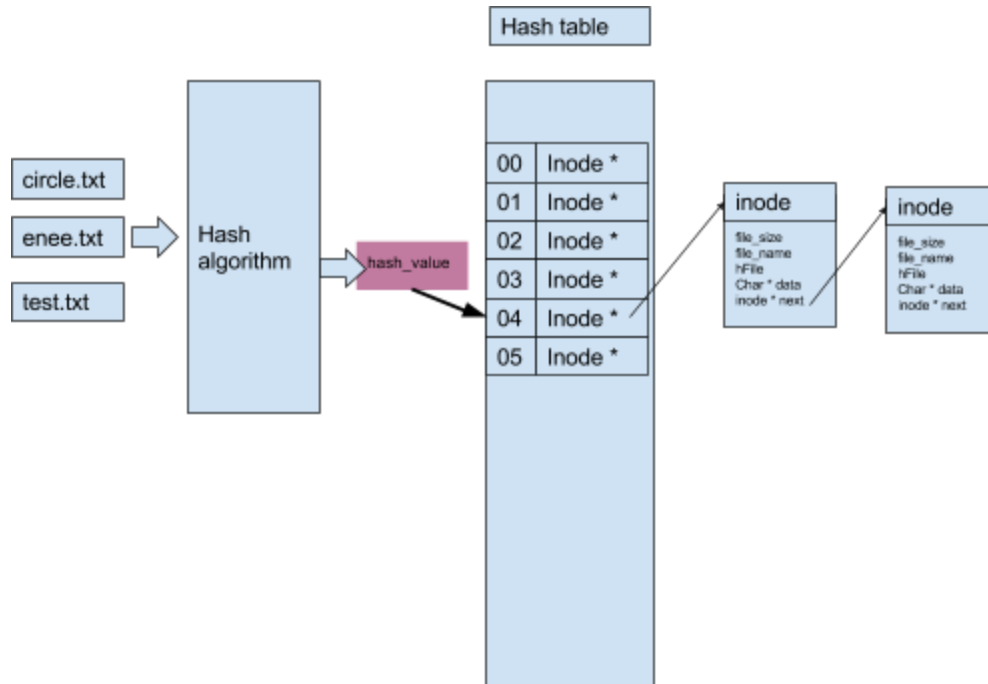 Hash table
circle.txt
enee.txt
test.txt
Hash
algorithm
hash_value
00 Inode *
01 Inode *
02 Inode *
03 Inode *
04 Inode *
05 Inode *
inode
file_size
file_name
hFile
Char * data
inode * next
inode
file_size
file_name
hFile
Char * data
inode * next